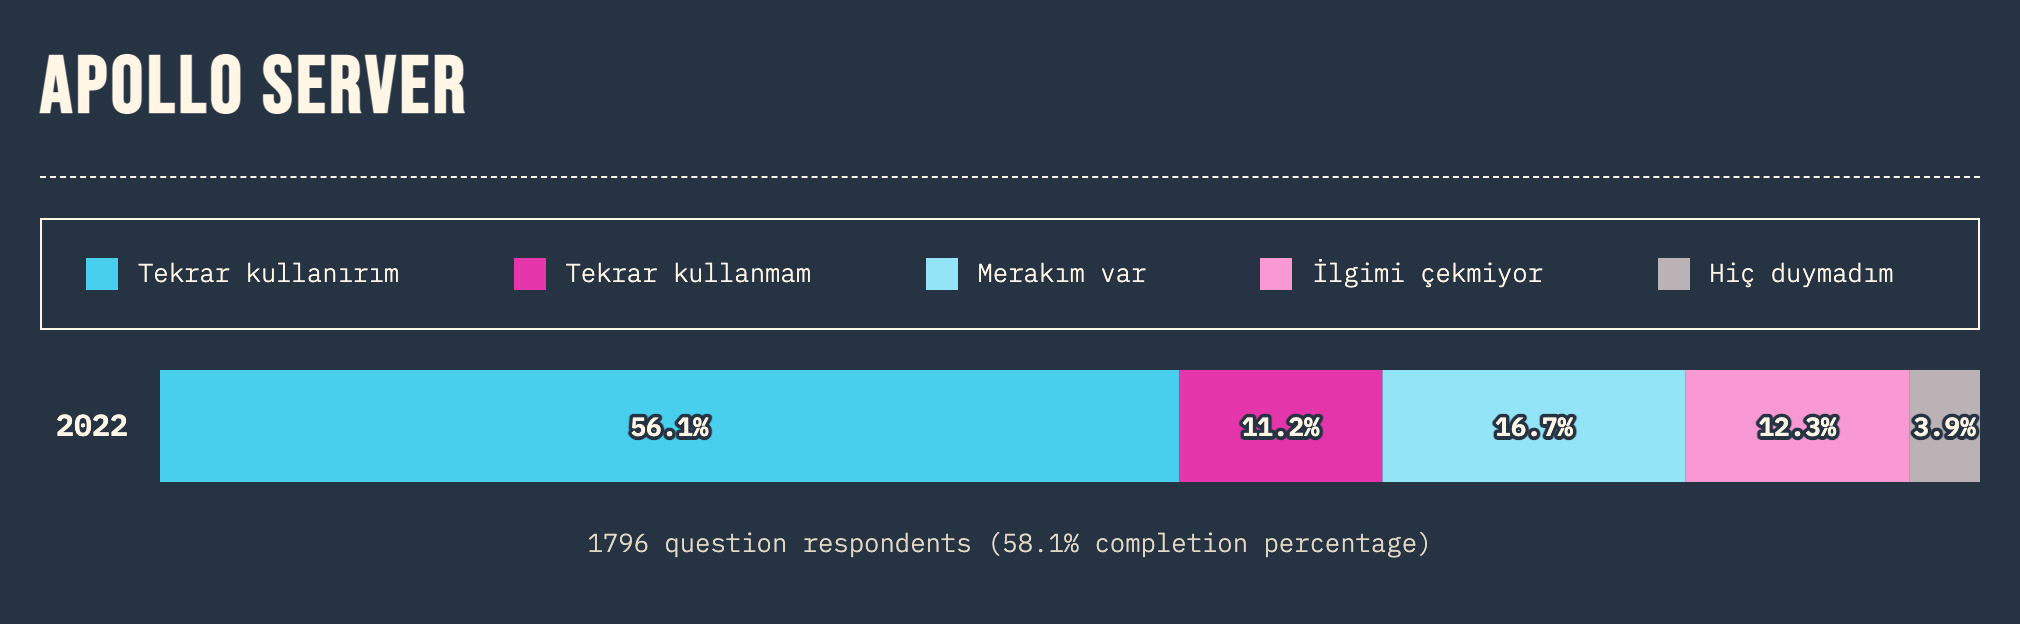 APOLLO SERVER
Tekrar kullanırım Tekrar kullanmam Merakım var İlgimi çekmiyor Hiç duymadım
2022 56.1% 11.2% 16.7% 12.3% 3.9%
1796 question respondents (58.1% completion percentage)